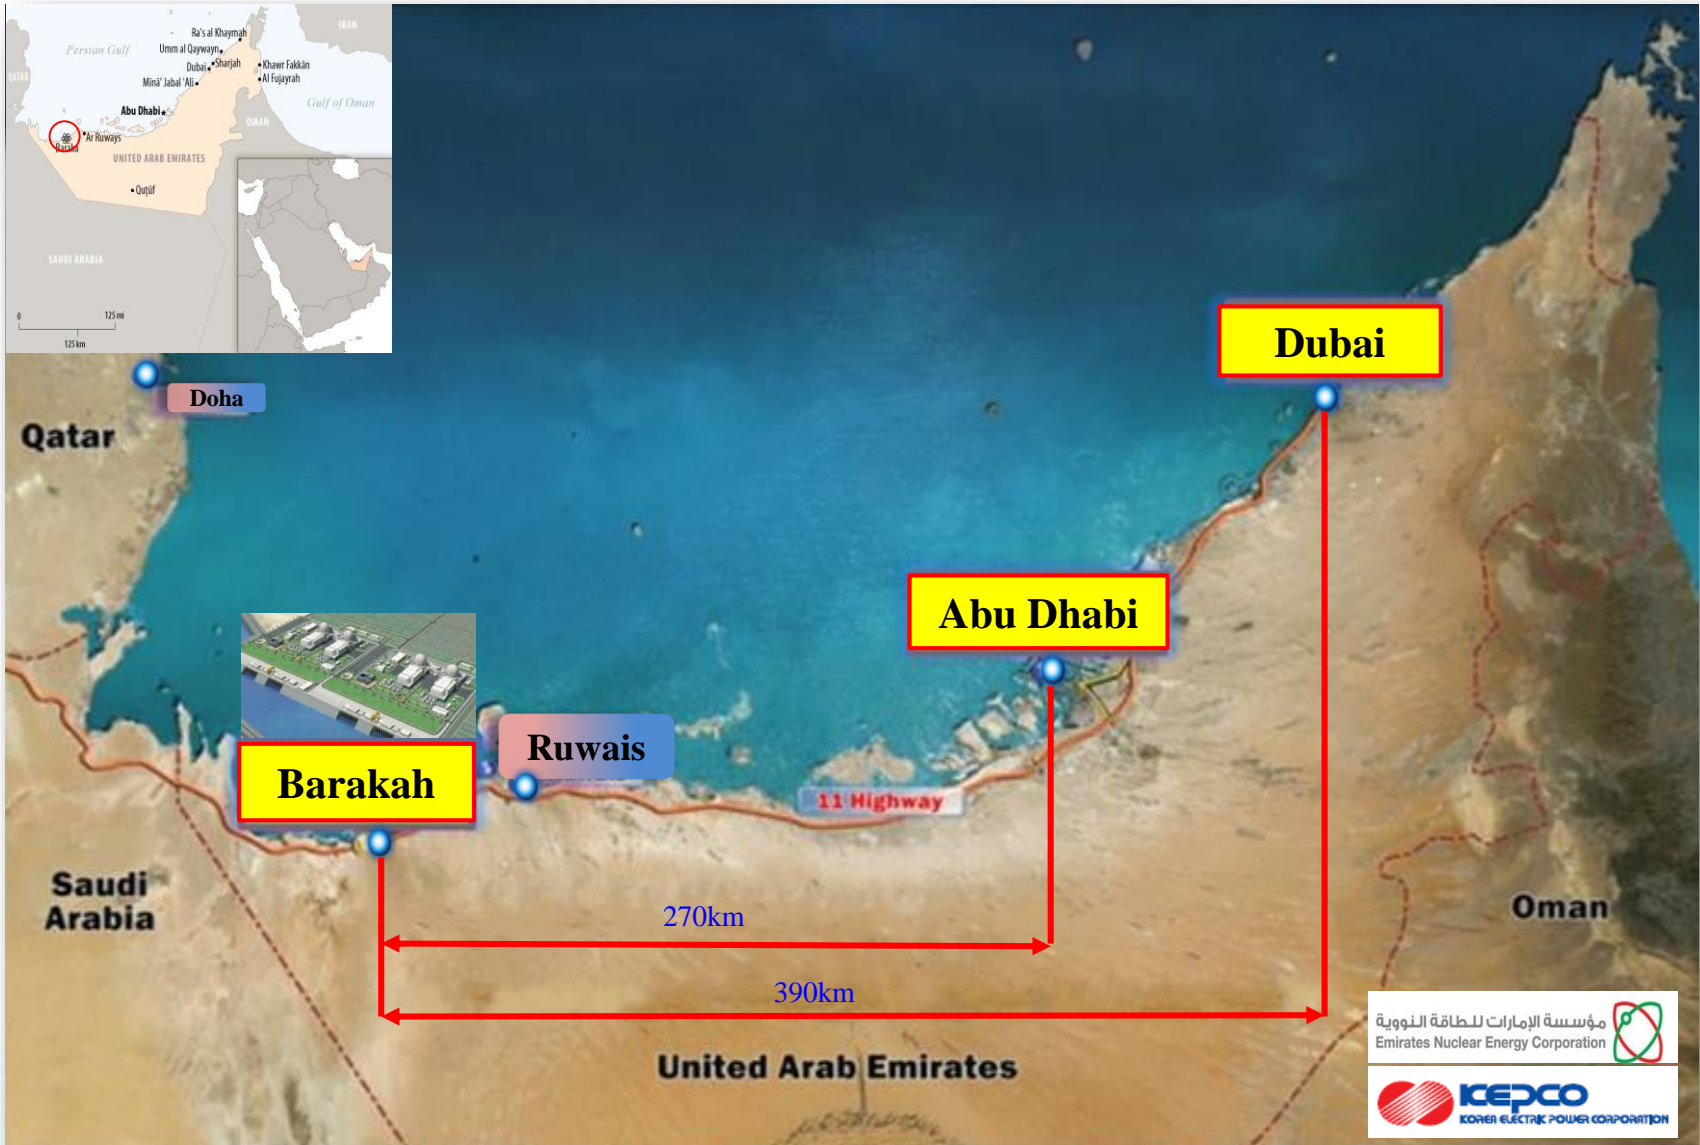 IRAN
Ra's al Khaymah
Persian Gulf
Umm al Qaywayn
Dubai
Sharjah
Khawr Fakkān
QATAR
Minā' Jabal 'Alī
Al Fujayrah
Abu Dhabi
Gulf of Oman
OMAN
Ar Ruways
Baraka
UNITED ARAB EMIRATES
Quţūf
SAUDI ARABIA
0
125 mi
125 km
Dubai
Doha
Qatar
Abu Dhabi
Ruwais
Barakah
11 Highway
Saudi
Arabia
Oman
270km
390km
United Arab Emirates
مؤسسة الإمارات للطاقة النووية
Emirates Nuclear Energy Corporation
KEPCO
KOREA ELECTRIC POWER CORPORATION